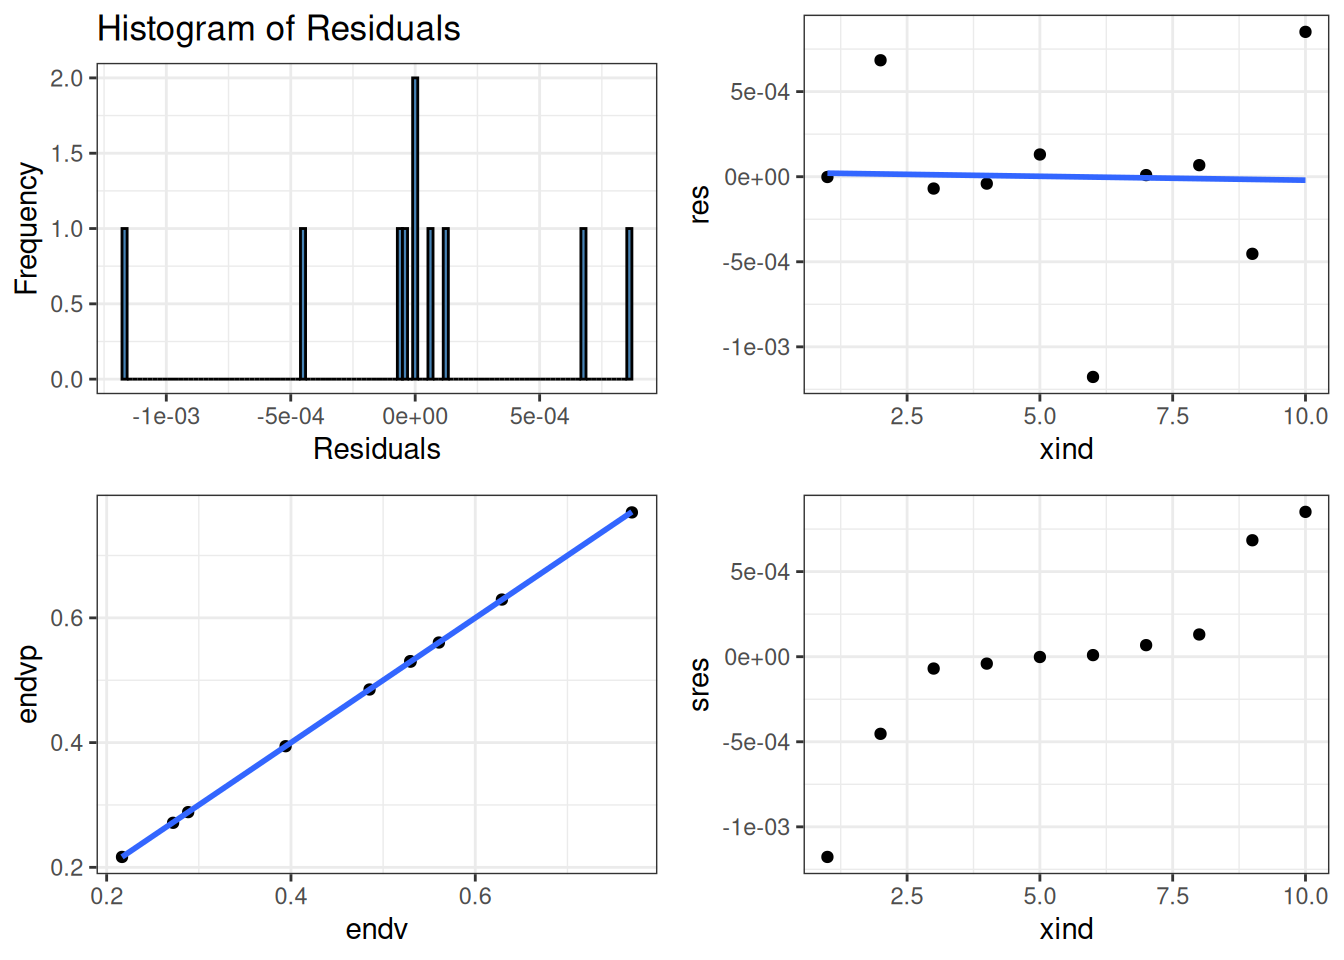 Histogram of Residuals
2.0
1.5
1.0
0.5
0.0
Frequency
-1e-03 -5e-04 0e+00 5e-04
Residuals
5e-04
0e+00
-5e-04
-1e-03
res
2.5 5.0 7.5 10.0
xind
0.6
0.4
0.2
endvp
0.2 0.4 0.6
endv
5e-04
0e+00
-5e-04
-1e-03
sres
2.5 5.0 7.5 10.0
xind